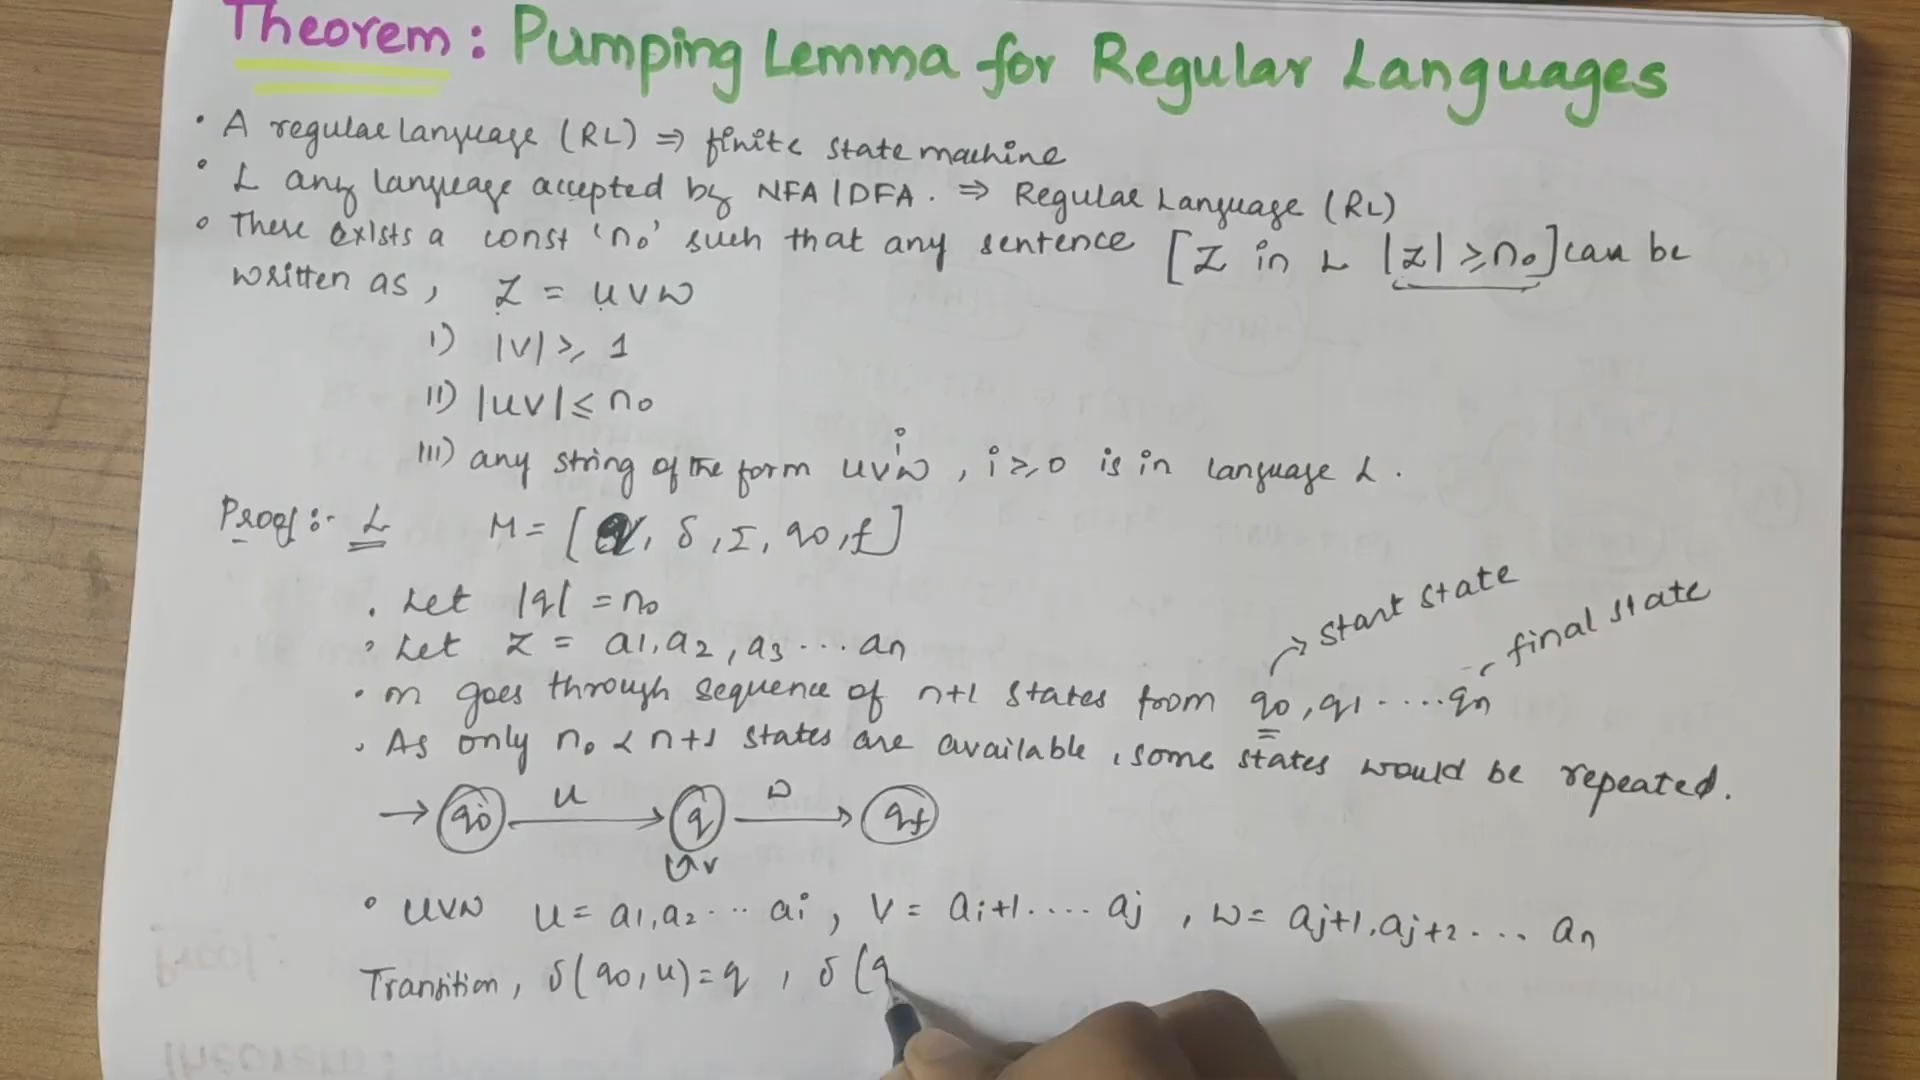 Theorem: Pumping Lemma for Regular Languages
• A regular language (RL) ⇒ finite state machine
• L any language accepted by NFA/DFA. ⇒ Regular Language (RL)
• There exists a const 'n₀' such that any sentence [Z in L |z| ≥ n₀] can be
written as, Z = uvw
i) |v| ≥ 1
ii) |uv| ≤ n₀
iii) any string of the form uvⁱw, i ≥ 0 is in language L.
Proof:- L M = [q, δ, Σ, q0, f]
• Let |q| = n₀
• Let Z = a1, a2, a3 ... an
start state
final state
• m goes through sequence of n+1 states from q0, q1 .... qn
• As only n₀ < n+1 states are available, some states would be repeated.
→ q0 u q w qf
v
• uvw u = a1, a2 ... ai, v = ai+1 .... aj, w = aj+1, aj+2 ... an
Transition, δ(q0, u) = q, δ(q